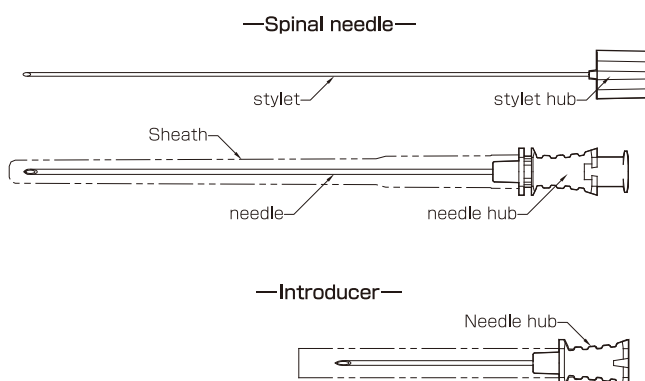 —Spinal needle—
stylet
stylet hub
Sheath
needle
needle hub
—Introducer—
Needle hub